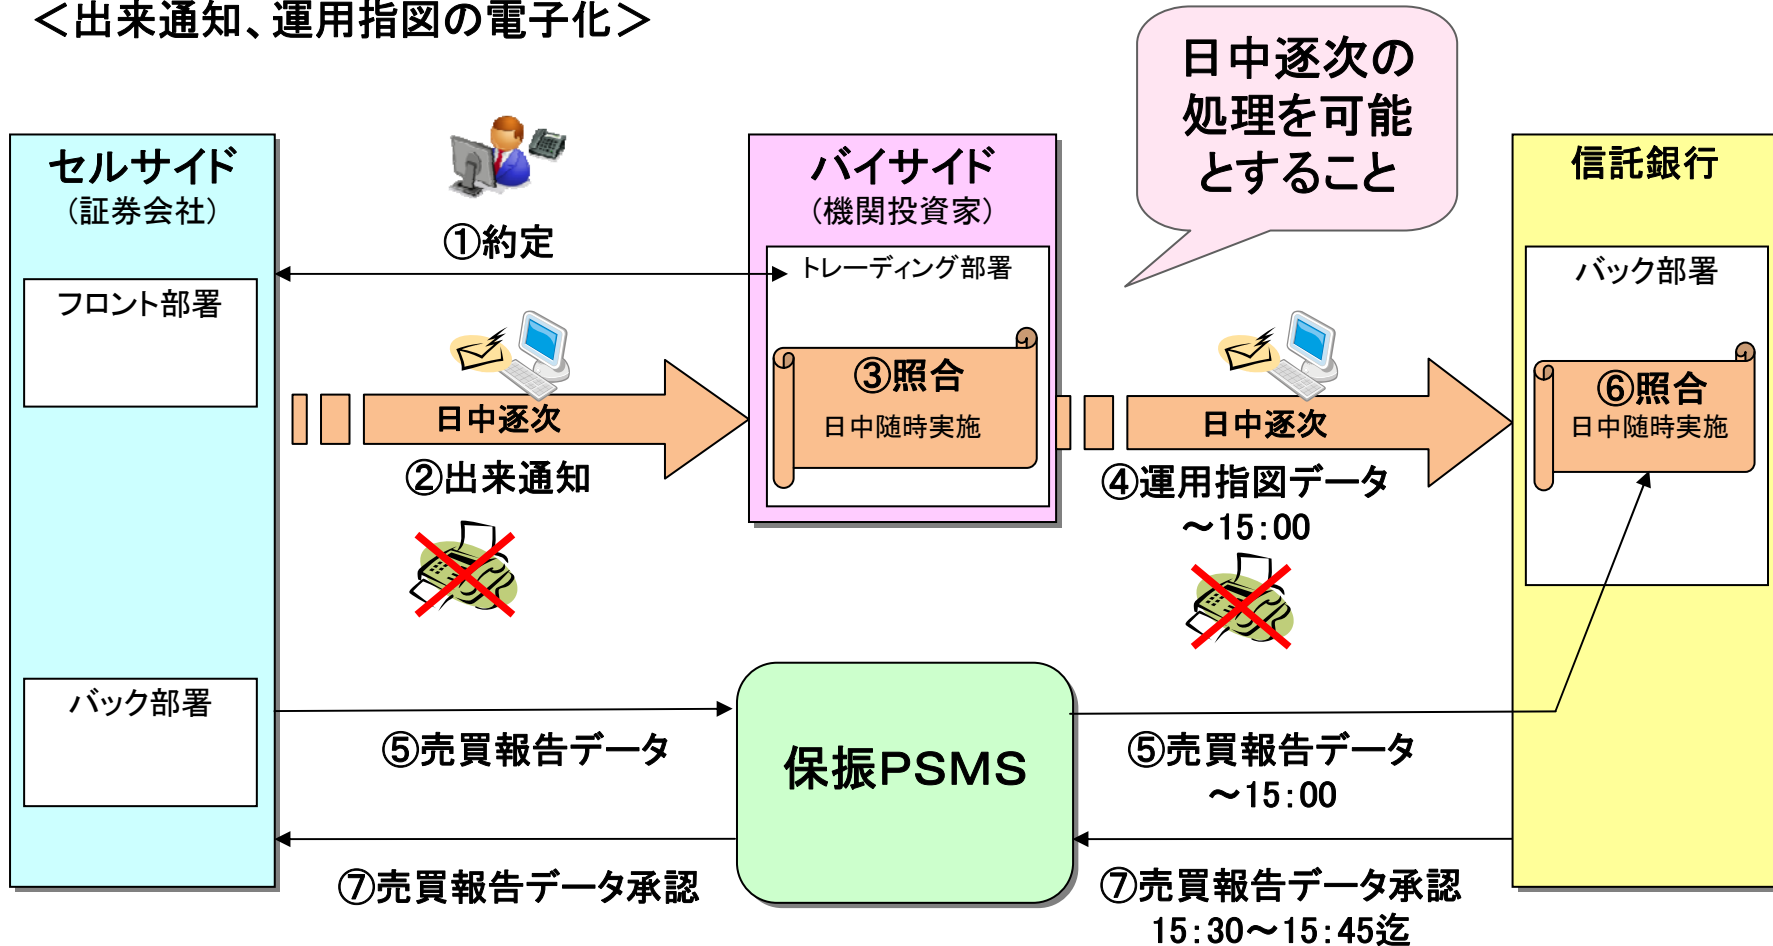 ＜出来通知、運用指図の電子化＞
日中逐次の
処理を可能
とすること
セルサイド
（証券会社）
フロント部署
バック部署
①約定
日中逐次
②出来通知
バイサイド
（機関投資家）
トレーディング部署
③照合
日中随時実施
日中逐次
④運用指図データ
～15：00
信託銀行
バック部署
⑥照合
日中随時実施
⑤売買報告データ
保振PSMS
⑤売買報告データ
～15：00
⑦売買報告データ承認
⑦売買報告データ承認
15：30～15：45迄